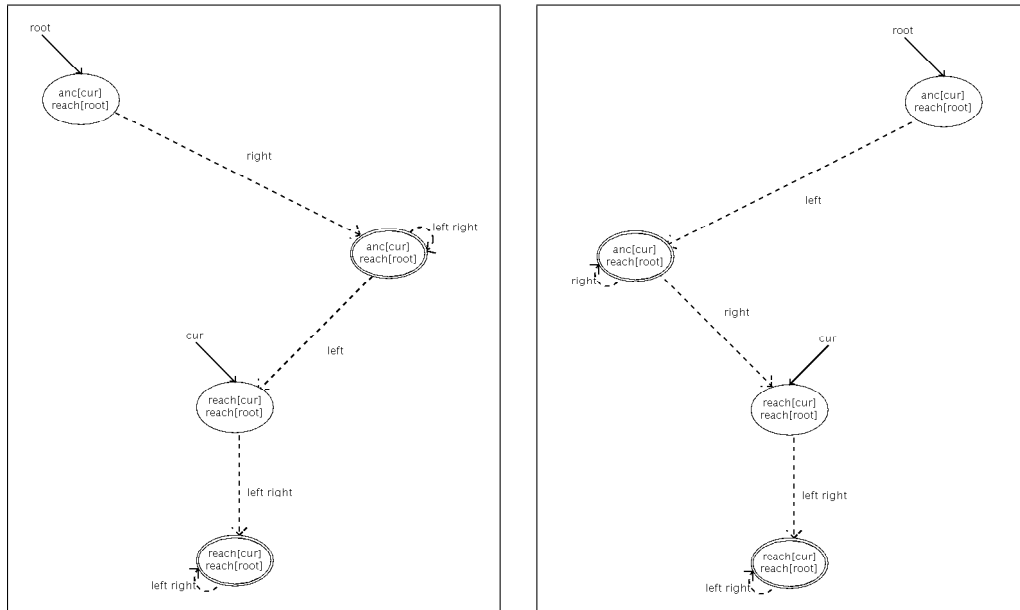 root
anc[cur]
reach[root]
right
left right
anc[cur]
reach[root]
left
cur
reach[cur]
reach[root]
left right
reach[cur]
reach[root]
left right
root
anc[cur]
reach[root]
left
anc[cur]
reach[root]
right
right
cur
reach[cur]
reach[root]
left right
reach[cur]
reach[root]
left right